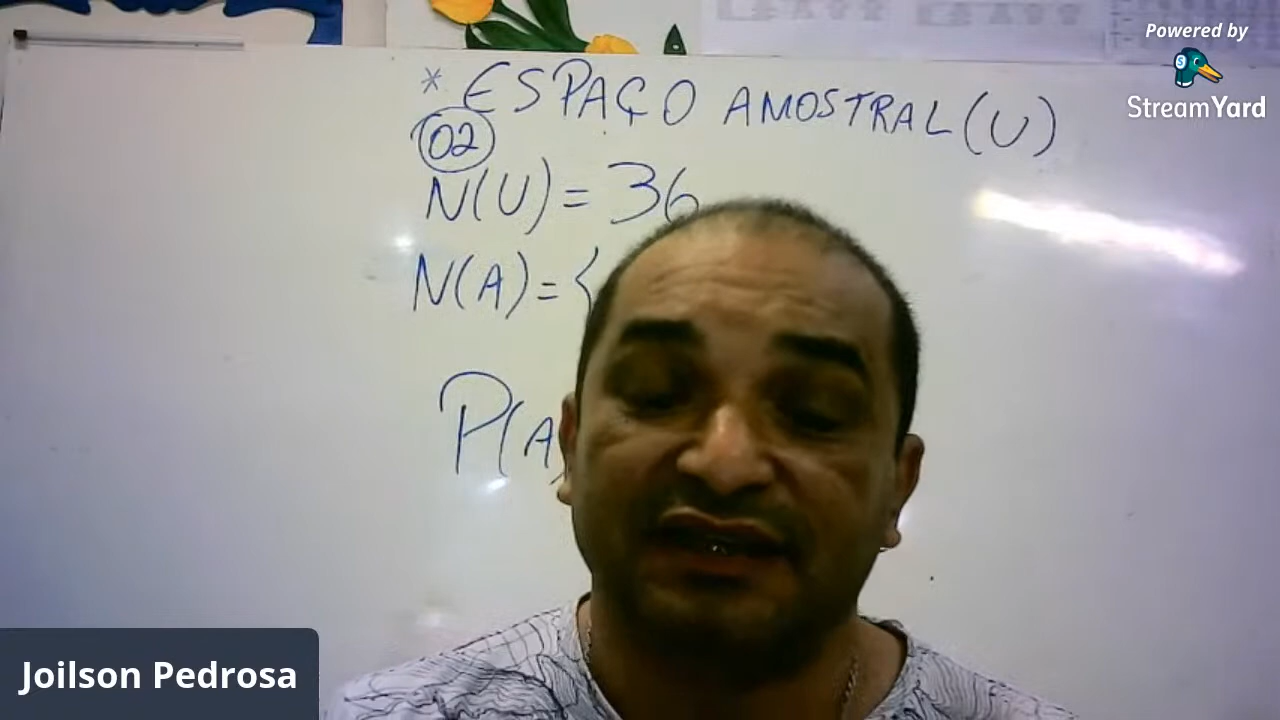 Powered by
StreamYard
* ESPAÇO AMOSTRAL (U)
02
N(U) = 36
N(A) = {
P(A
Joilson Pedrosa